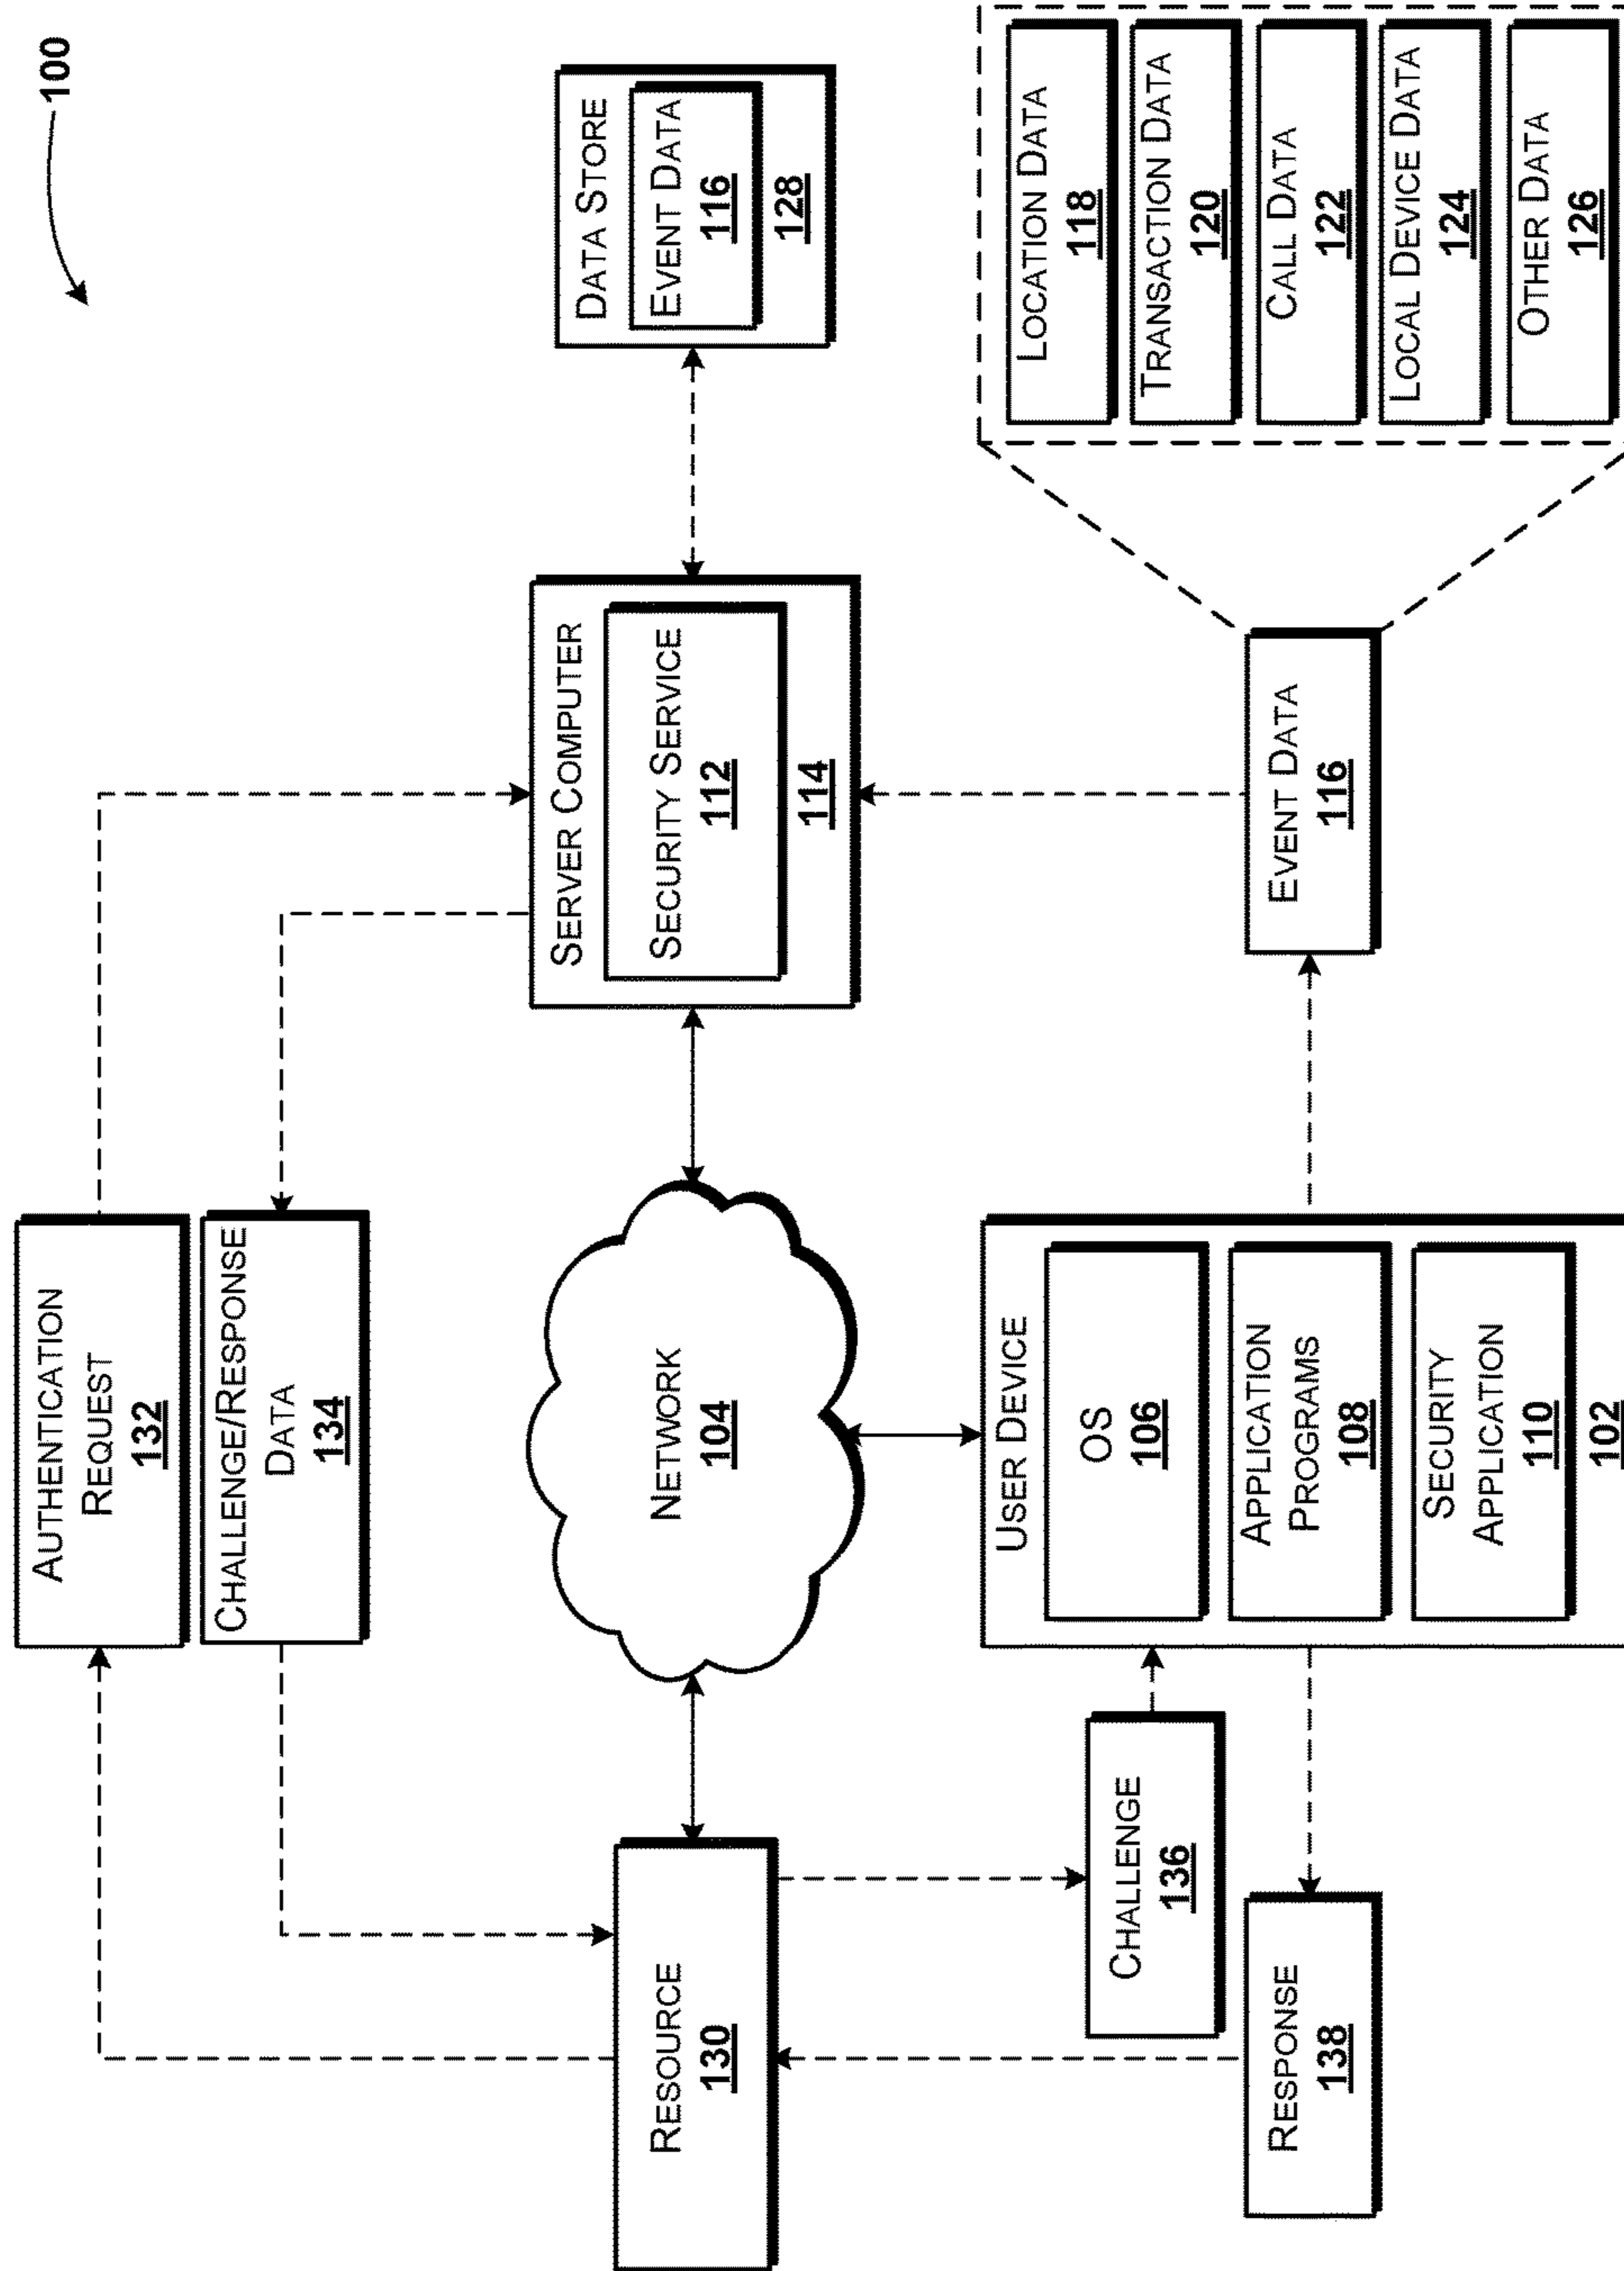 100
AUTHENTICATION
REQUEST
132
CHALLENGE/RESPONSE
DATA
134
RESOURCE
130
NETWORK
104
SERVER COMPUTER
SECURITY SERVICE
112
114
DATA STORE
EVENT DATA
116
128
CHALLENGE
136
RESPONSE
138
USER DEVICE
OS
106
APPLICATION
PROGRAMS
108
SECURITY
APPLICATION
110
102
EVENT DATA
116
LOCATION DATA
118
TRANSACTION DATA
120
CALL DATA
122
LOCAL DEVICE DATA
124
OTHER DATA
126